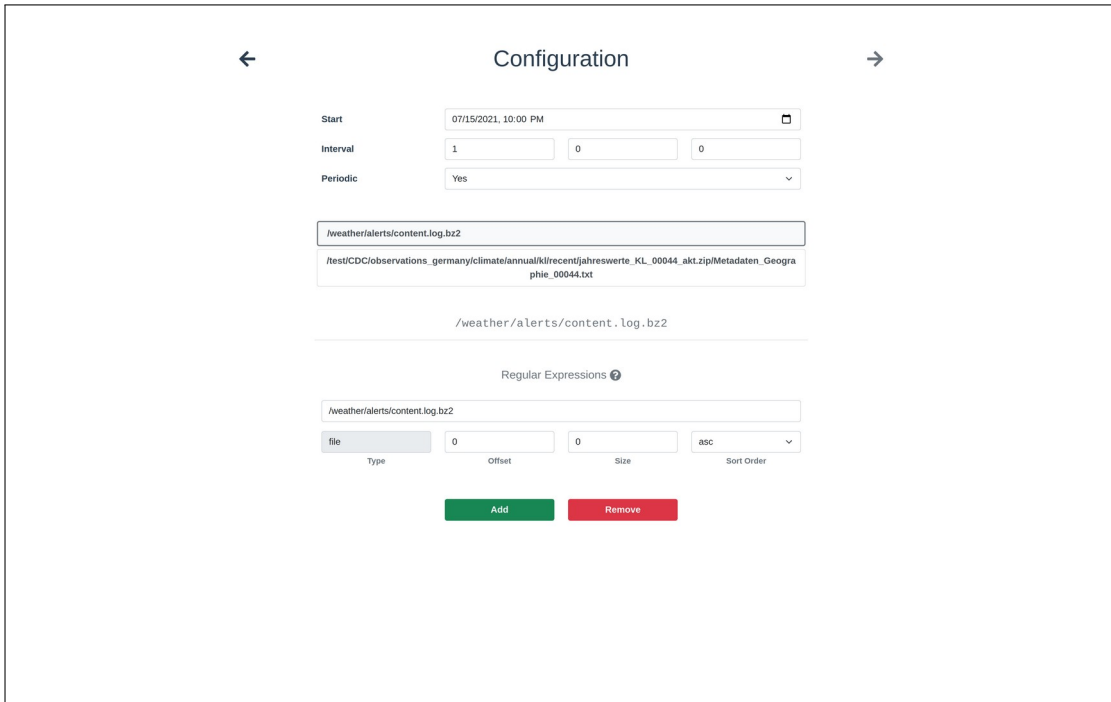 Configuration
Start 07/15/2021, 10:00 PM
Interval 1 0 0
Periodic Yes
/weather/alerts/content.log.bz2
/test/CDC/observations_germany/climate/annual/kl/recent/jahreswerte_KL_00044_akt.zip/Metadaten_Geogra
phie_00044.txt
/weather/alerts/content.log.bz2
Regular Expressions ?
/weather/alerts/content.log.bz2
file 0 0 asc
Type Offset Size Sort Order
Add Remove